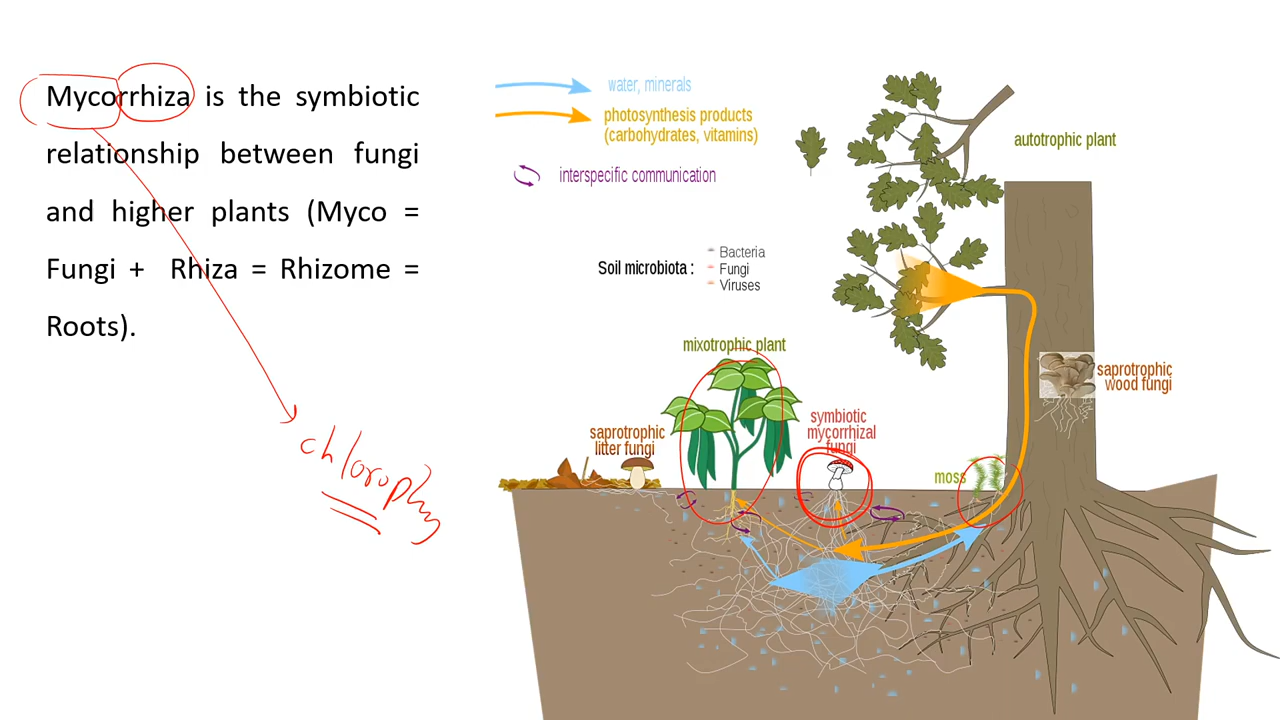 Mycorrhiza is the symbiotic
relationship between fungi
and higher plants (Myco =
Fungi + Rhiza = Rhizome =
Roots).
chlorophy
water, minerals
photosynthesis products
(carbohydrates, vitamins)
interspecific communication
autotrophic plant
Soil microbiota :
Bacteria
Fungi
Viruses
mixotrophic plant
saprotrophic
wood fungi
symbiotic
mycorrhizal
fungi
saprotrophic
litter fungi
moss